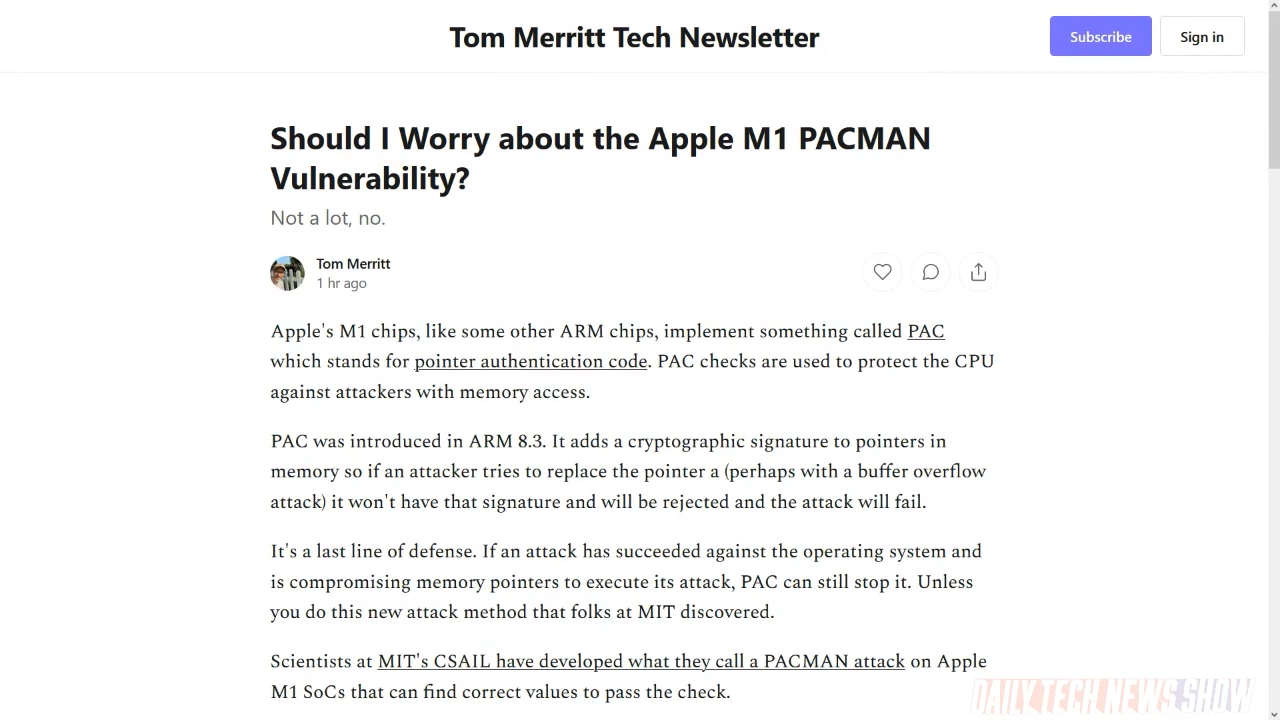 Tom Merritt Tech Newsletter
Subscribe
Sign in
Should I Worry about the Apple M1 PACMAN
Vulnerability?
Not a lot, no.
Tom Merritt
1 hr ago
Apple's M1 chips, like some other ARM chips, implement something called PAC
which stands for pointer authentication code. PAC checks are used to protect the CPU
against attackers with memory access.
PAC was introduced in ARM 8.3. It adds a cryptographic signature to pointers in
memory so if an attacker tries to replace the pointer a (perhaps with a buffer overflow
attack) it won't have that signature and will be rejected and the attack will fail.
It's a last line of defense. If an attack has succeeded against the operating system and
is compromising memory pointers to execute its attack, PAC can still stop it. Unless
you do this new attack method that folks at MIT discovered.
Scientists at MIT's CSAIL have developed what they call a PACMAN attack on Apple
M1 SoCs that can find correct values to pass the check.
DAILY TECH NEWS SHOW